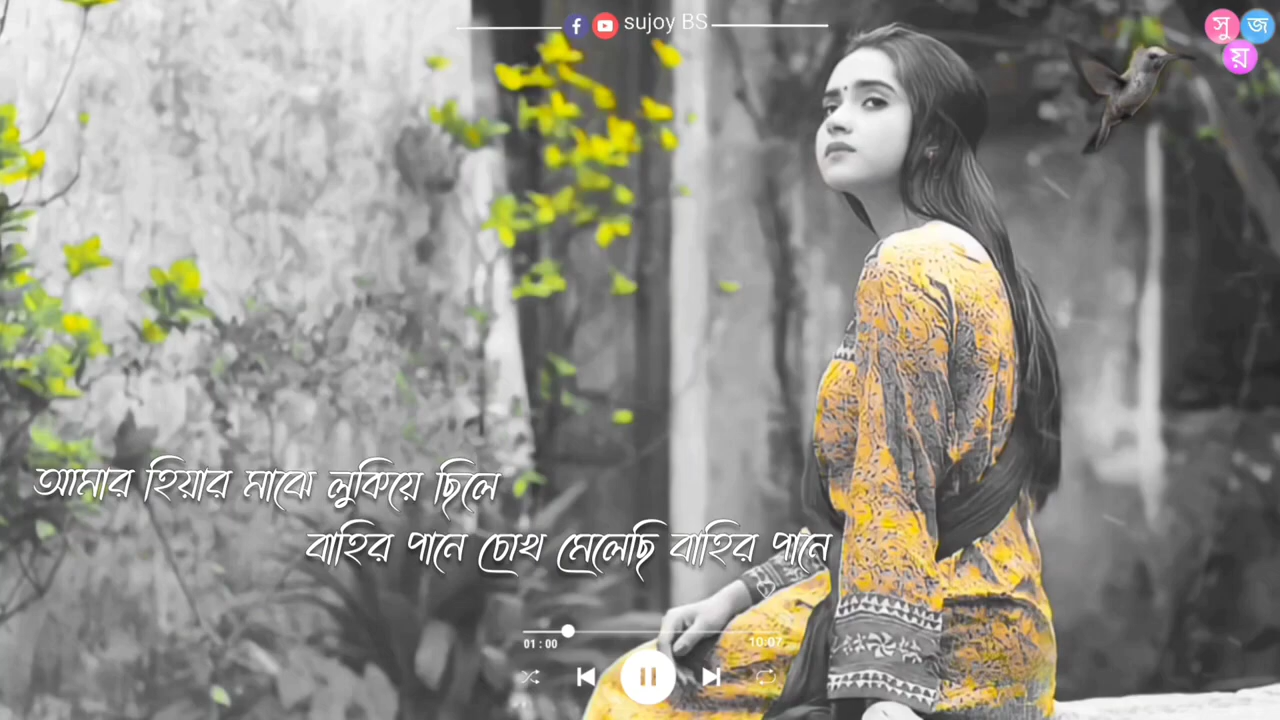 sujoy BS
সু জ
য়
আমার হিয়ার মাঝে লুকিয়ে ছিলে
বাহির পানে চোখ মেলেছি বাহির পানে
01 : 00 10:07